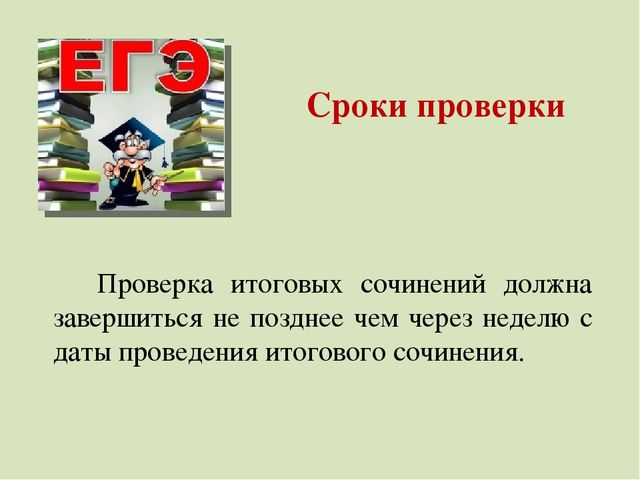 ЕГЭ
Сроки проверки
Проверка итоговых сочинений должна
завершиться не позднее чем через неделю с
даты проведения итогового сочинения.